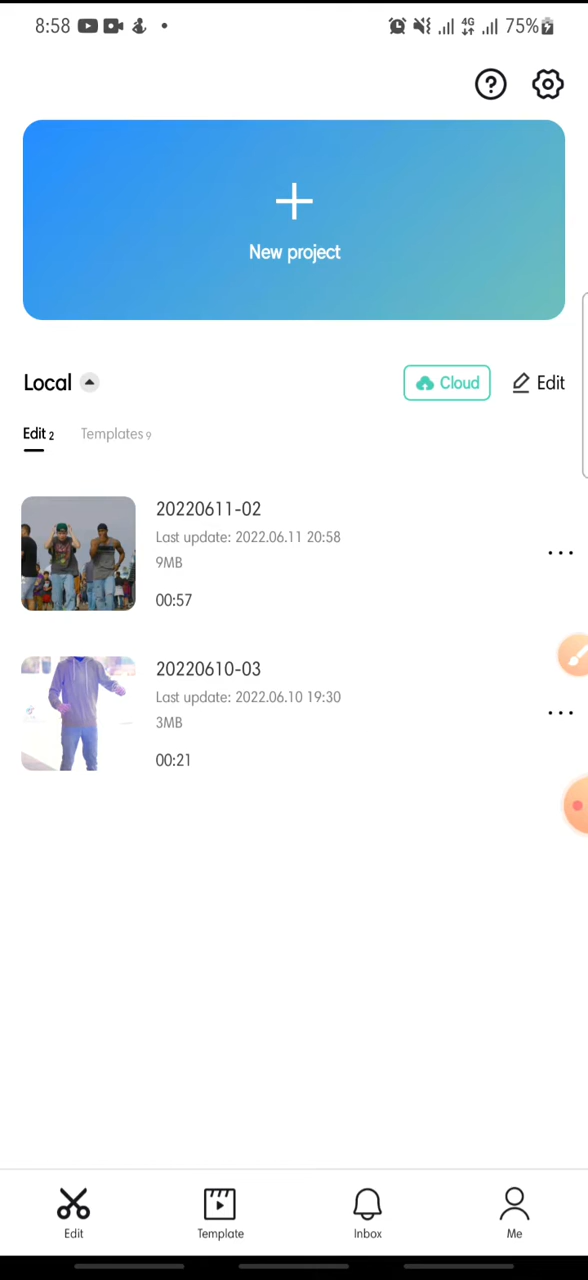 8:58 4G 75%
New project
Local Cloud Edit
Edit 2 Templates 9
20220611-02
Last update: 2022.06.11 20:58
9MB
00:57
20220610-03
Last update: 2022.06.10 19:30
3MB
00:21
Edit Template Inbox Me